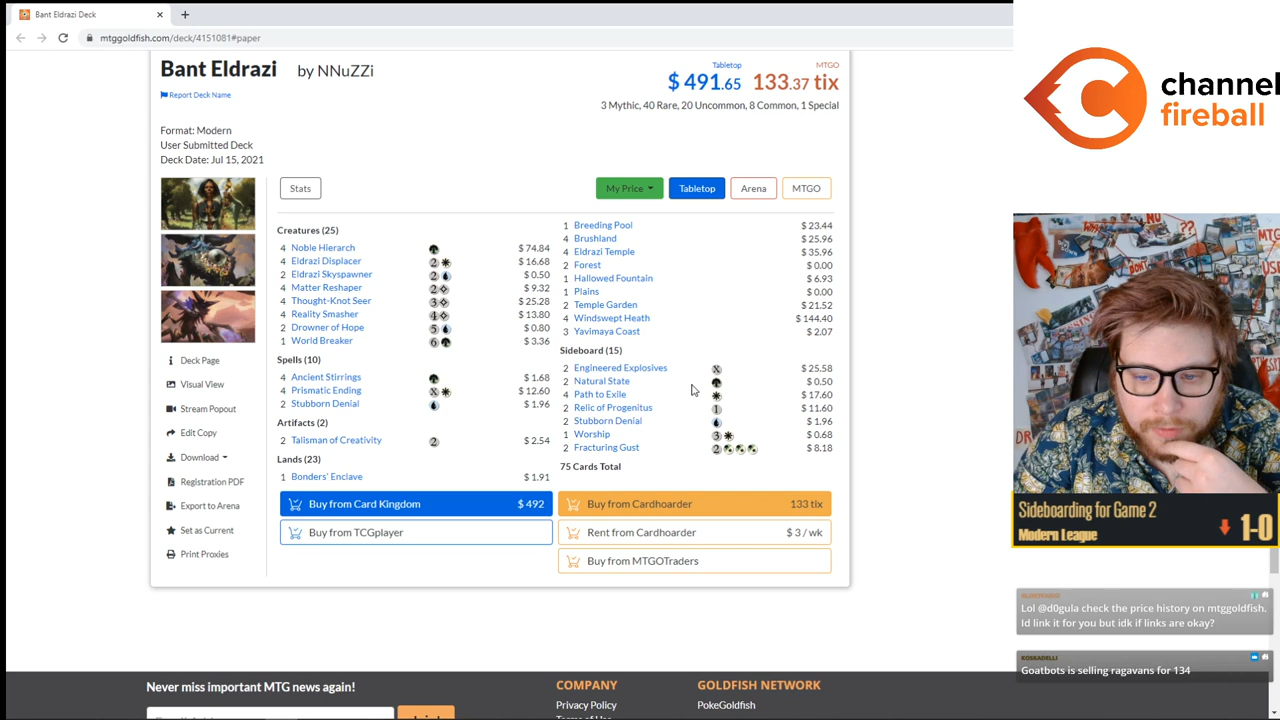 Bant Eldrazi Deck
mtggoldfish.com/deck/4151081#paper
Bant Eldrazi by NNuZZi
Report Deck Name
Tabletop
$ 491.65
MTGO
133.37 tix
3 Mythic, 40 Rare, 20 Uncommon, 8 Common, 1 Special
Format: Modern
User Submitted Deck
Deck Date: Jul 15, 2021
Stats
My Price
Tabletop
Arena
MTGO
Deck Page
Visual View
Stream Popout
Edit Copy
Download
Registration PDF
Export to Arena
Set as Current
Print Proxies
Creatures (25)
4 Noble Hierarch $ 74.84
4 Eldrazi Displacer 2 $ 16.68
2 Eldrazi Skyspawner 2 $ 0.50
4 Matter Reshaper 2 $ 9.32
4 Thought-Knot Seer 3 $ 25.28
4 Reality Smasher 4 $ 13.80
2 Drowner of Hope 5 $ 0.80
1 World Breaker 6 $ 3.36
Spells (10)
4 Ancient Stirrings $ 1.68
4 Prismatic Ending X $ 12.60
2 Stubborn Denial $ 1.96
Artifacts (2)
2 Talisman of Creativity 2 $ 2.54
Lands (23)
1 Bonders' Enclave $ 1.91
1 Breeding Pool $ 23.44
4 Brushland $ 25.96
4 Eldrazi Temple $ 35.96
2 Forest $ 0.00
1 Hallowed Fountain $ 6.93
1 Plains $ 0.00
2 Temple Garden $ 21.52
4 Windswept Heath $ 144.40
3 Yavimaya Coast $ 2.07
Sideboard (15)
2 Engineered Explosives X $ 25.58
2 Natural State $ 0.50
4 Path to Exile $ 17.60
2 Relic of Progenitus 1 $ 11.60
2 Stubborn Denial $ 1.96
1 Worship 3 $ 0.68
2 Fracturing Gust 2 $ 8.18
75 Cards Total
Buy from Card Kingdom $ 492
Buy from TCGplayer
Buy from Cardhoarder 133 tix
Rent from Cardhoarder $ 3 / wk
Buy from MTGOTraders
Never miss important MTG news again!
COMPANY
Privacy Policy
GOLDFISH NETWORK
PokeGoldfish
channel
fireball
Sideboarding for Game 2
Modern League
1-0
Lol @d0gula check the price history on mtggoldfish.
Id link it for you but idk if links are okay?
KOSKADELLI
Goatbots is selling ragavans for 134